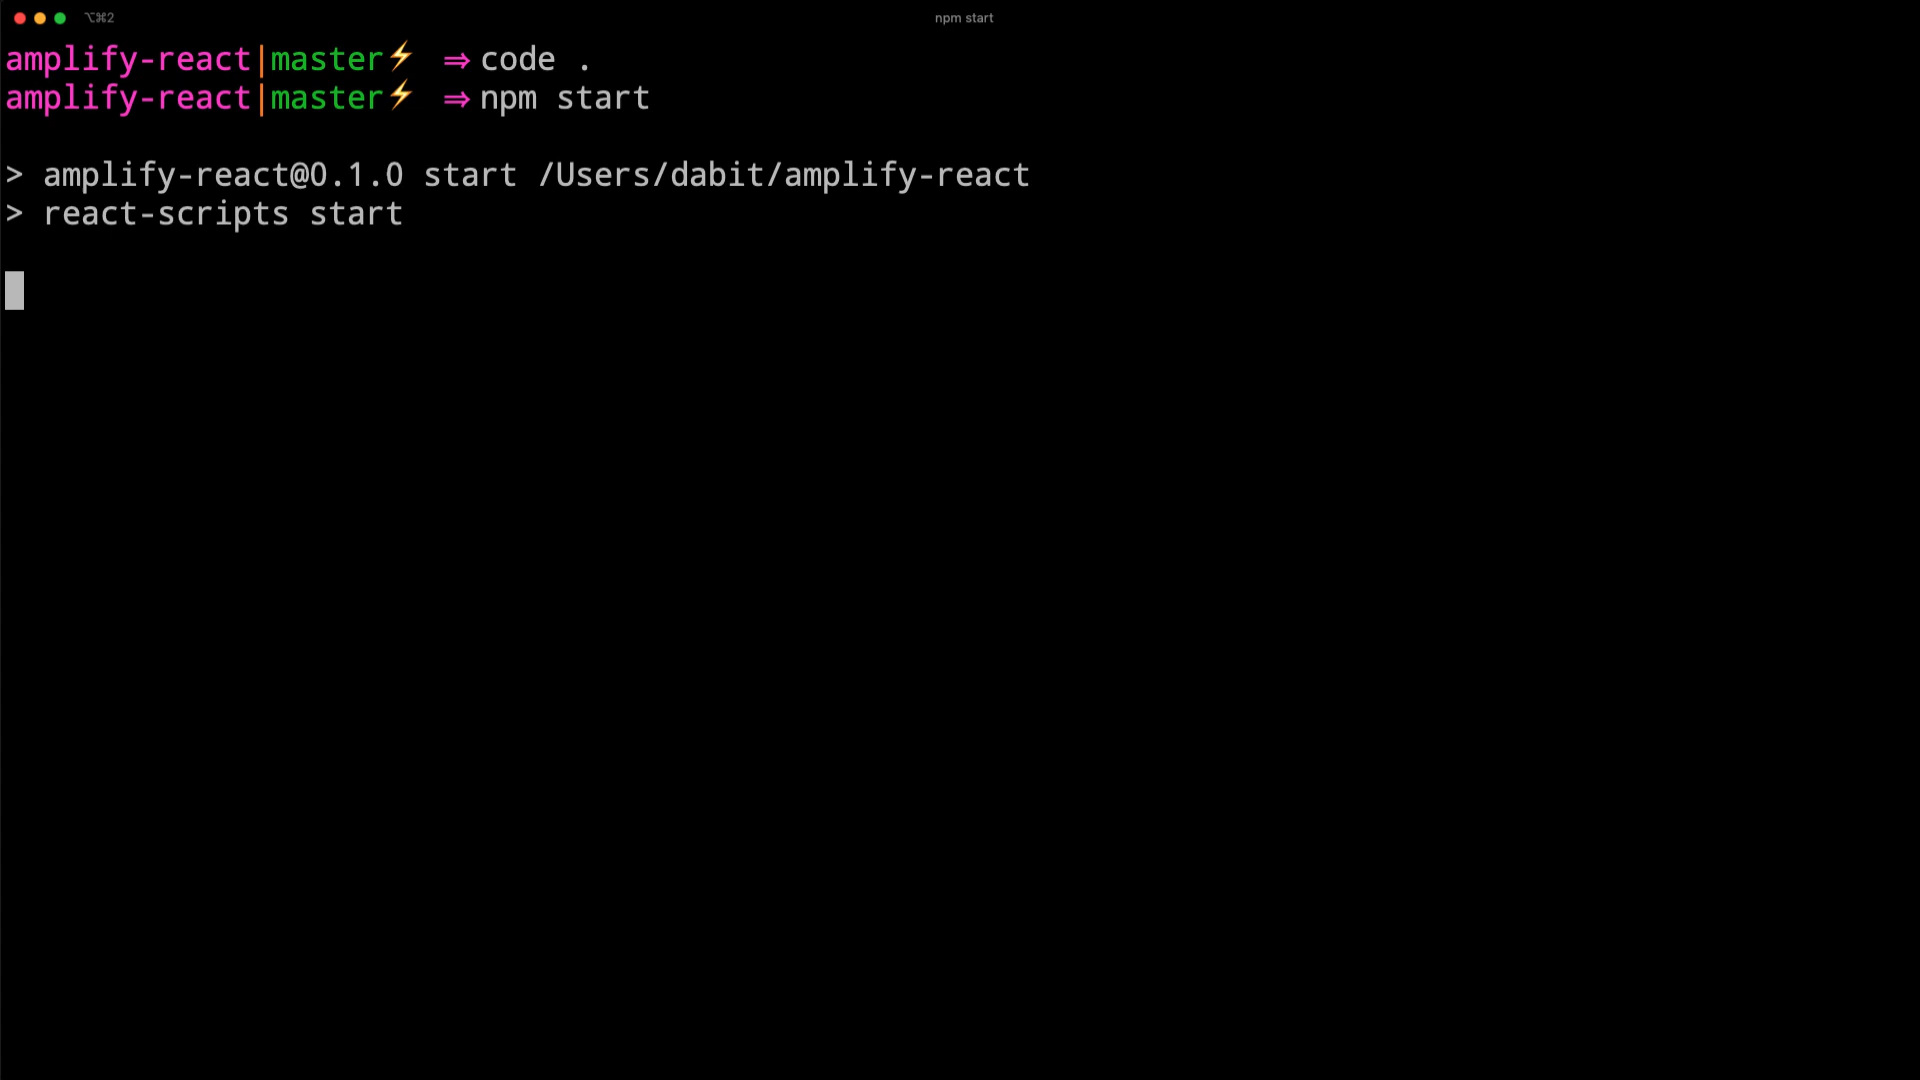 ⌥⌘2
npm start
amplify-react|master⚡ ⇒ code .
amplify-react|master⚡ ⇒ npm start
> amplify-react@0.1.0 start /Users/dabit/amplify-react
> react-scripts start